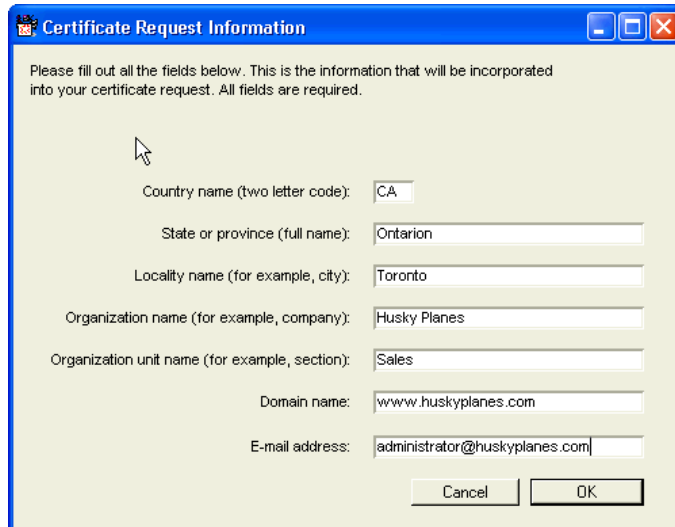 Certificate Request Information
Please fill out all the fields below. This is the information that will be incorporated
into your certificate request. All fields are required.
Country name (two letter code): CA
State or province (full name): Ontarion
Locality name (for example, city): Toronto
Organization name (for example, company): Husky Planes
Organization unit name (for example, section): Sales
Domain name: www.huskyplanes.com
E-mail address: administrator@huskyplanes.com
Cancel OK